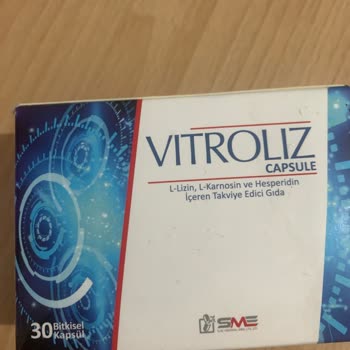 VITROLIZ
CAPSULE
L-Lizin, L-Karnosin ve Hesperidin
İçeren Takviye Edici Gıda
30 Bitkisel
Kapsül
SME